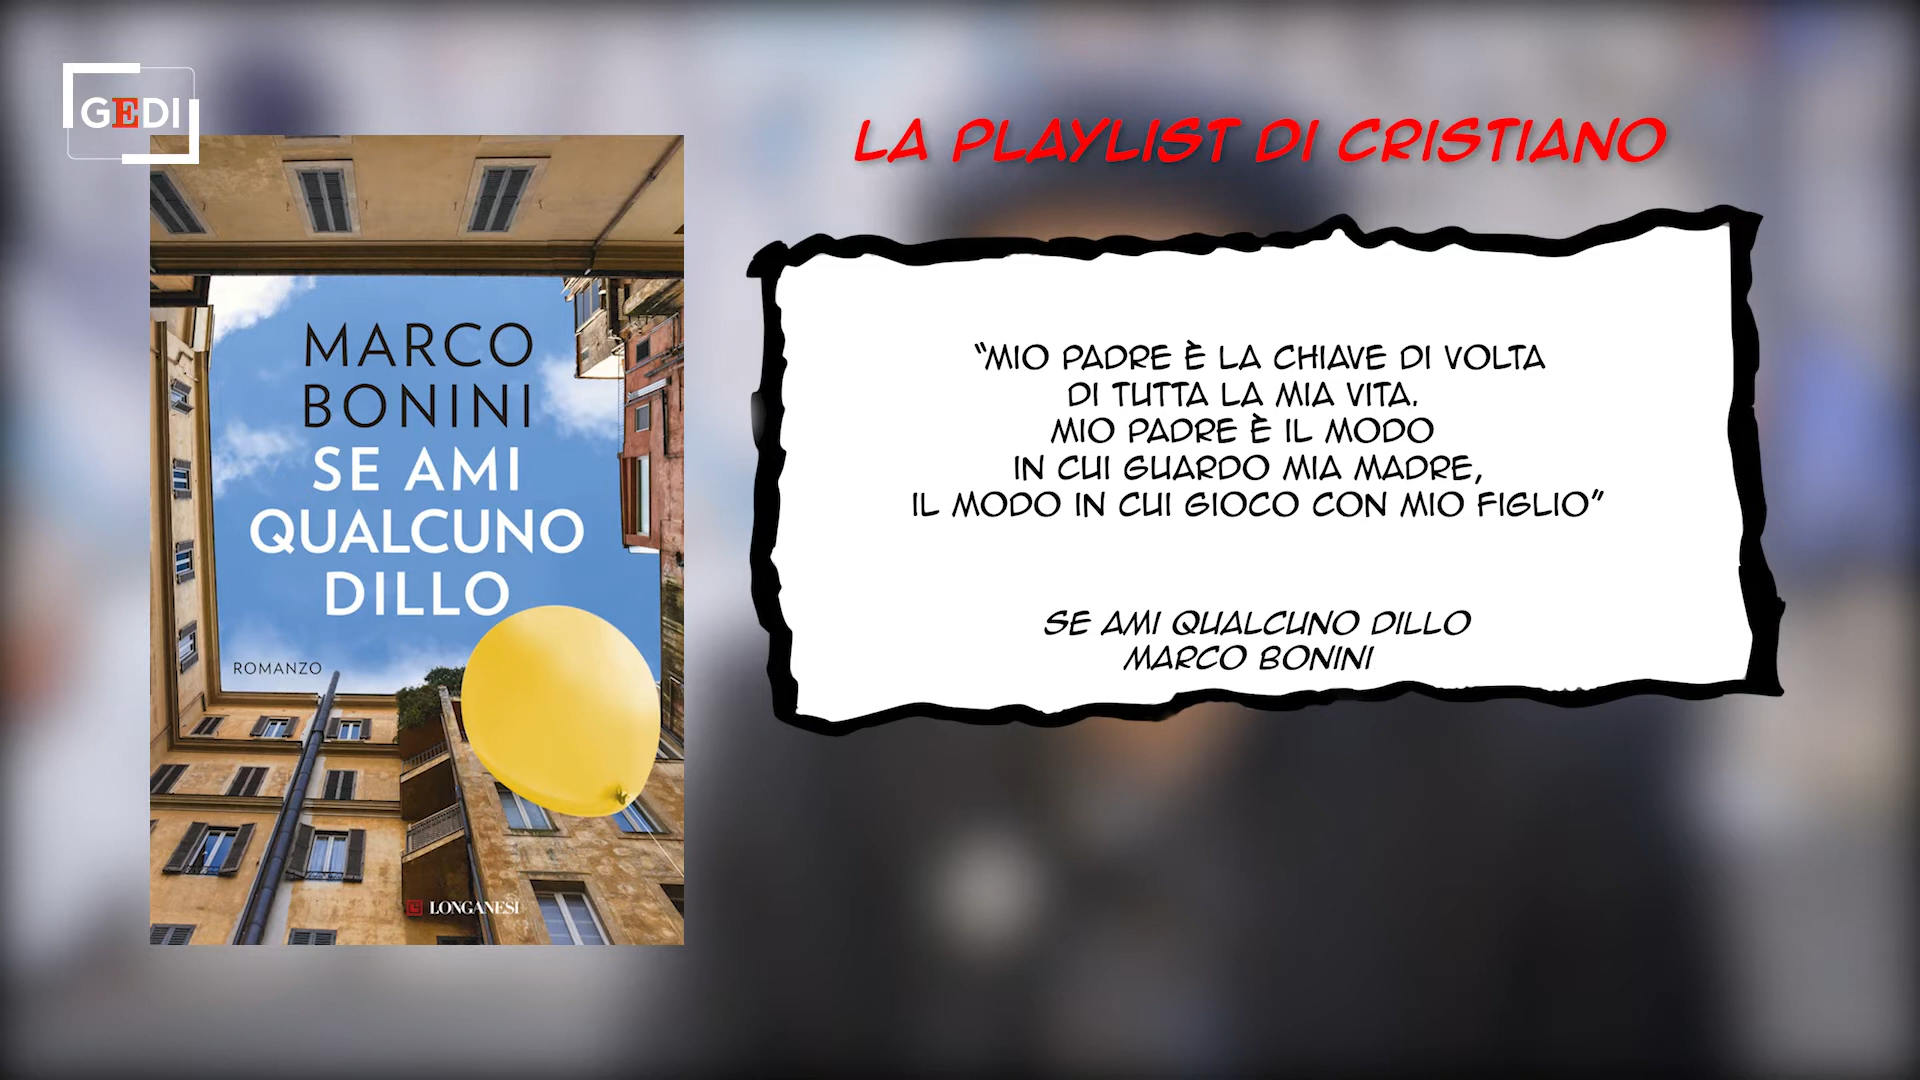 GEDI
MARCO
BONINI
SE AMI
QUALCUNO
DILLO
ROMANZO
LONGANESI
LA PLAYLIST DI CRISTIANO
“MIO PADRE È LA CHIAVE DI VOLTA
DI TUTTA LA MIA VITA.
MIO PADRE È IL MODO
IN CUI GUARDO MIA MADRE,
IL MODO IN CUI GIOCO CON MIO FIGLIO”
SE AMI QUALCUNO DILLO
MARCO BONINI